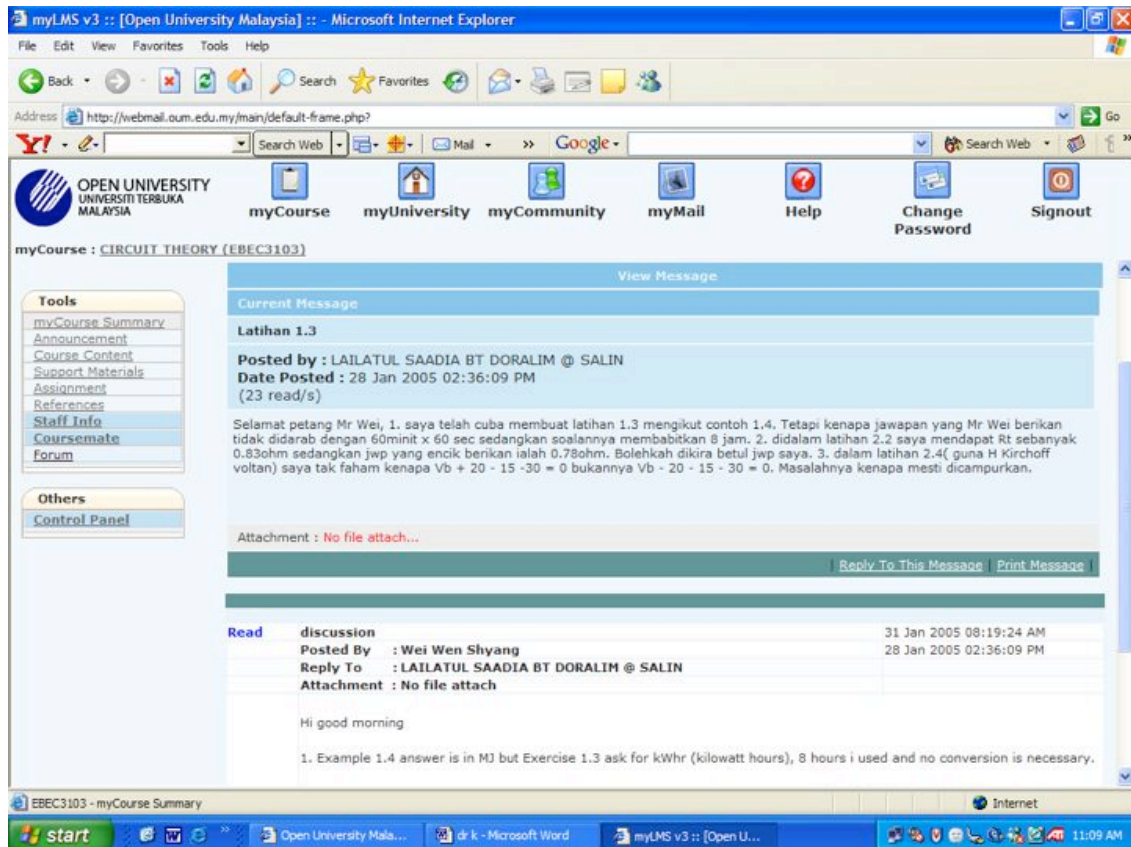 myLMS v3 :: [Open University Malaysia] :: - Microsoft Internet Explorer
File Edit View Favorites Tools Help
Back Search Favorites
Address http://webmail.oum.edu.my/main/default-frame.php? Go
Y! Search Web Mail » Google Search Web »
OPEN UNIVERSITY
UNIVERSITI TERBUKA
MALAYSIA
myCourse myUniversity myCommunity myMail Help Change Password Signout
myCourse : CIRCUIT THEORY (EBEC3103)
View Message
Tools
myCourse Summary
Announcement
Course Content
Support Materials
Assignment
References
Staff Info
Coursemate
Forum
Others
Control Panel
Current Message
Latihan 1.3
Posted by : LAILATUL SAADIA BT DORALIM @ SALIN
Date Posted : 28 Jan 2005 02:36:09 PM
(23 read/s)
Selamat petang Mr Wei, 1. saya telah cuba membuat latihan 1.3 mengikut contoh 1.4. Tetapi kenapa jawapan yang Mr Wei berikan
tidak didarab dengan 60minit x 60 sec sedangkan soalannya membabitkan 8 jam. 2. didalam latihan 2.2 saya mendapat Rt sebanyak
0.83ohm sedangkan jwp yang encik berikan ialah 0.78ohm. Bolehkah dikira betul jwp saya. 3. dalam latihan 2.4( guna H Kirchoff
voltan) saya tak faham kenapa Vb + 20 - 15 -30 = 0 bukannya Vb - 20 - 15 - 30 = 0. Masalahnya kenapa mesti dicampurkan.
Attachment : No file attach...
| Reply To This Message | Print Message |
Read discussion 31 Jan 2005 08:19:24 AM
Posted By : Wei Wen Shyang 28 Jan 2005 02:36:09 PM
Reply To : LAILATUL SAADIA BT DORALIM @ SALIN
Attachment : No file attach
Hi good morning
1. Example 1.4 answer is in MJ but Exercise 1.3 ask for kWhr (kilowatt hours), 8 hours i used and no conversion is necessary.
EBEC3103 - myCourse Summary Internet
start » Open University Mala... dr k - Microsoft Word myLMS v3 :: [Open U... 11:09 AM